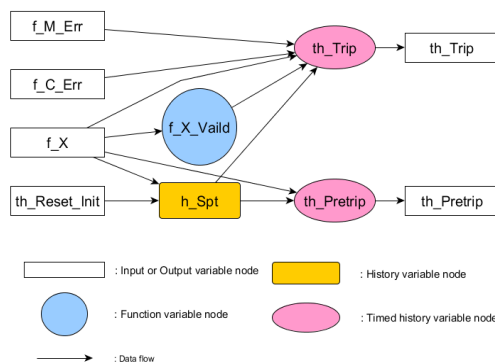 f_M_Err
th_Trip
th_Trip
f_C_Err
f_X_Vaild
f_X
th_Reset_Init
h_Spt
th_Pretrip
th_Pretrip
: Input or Output variable node
: History variable node
: Function variable node
: Timed history variable node
: Data flow